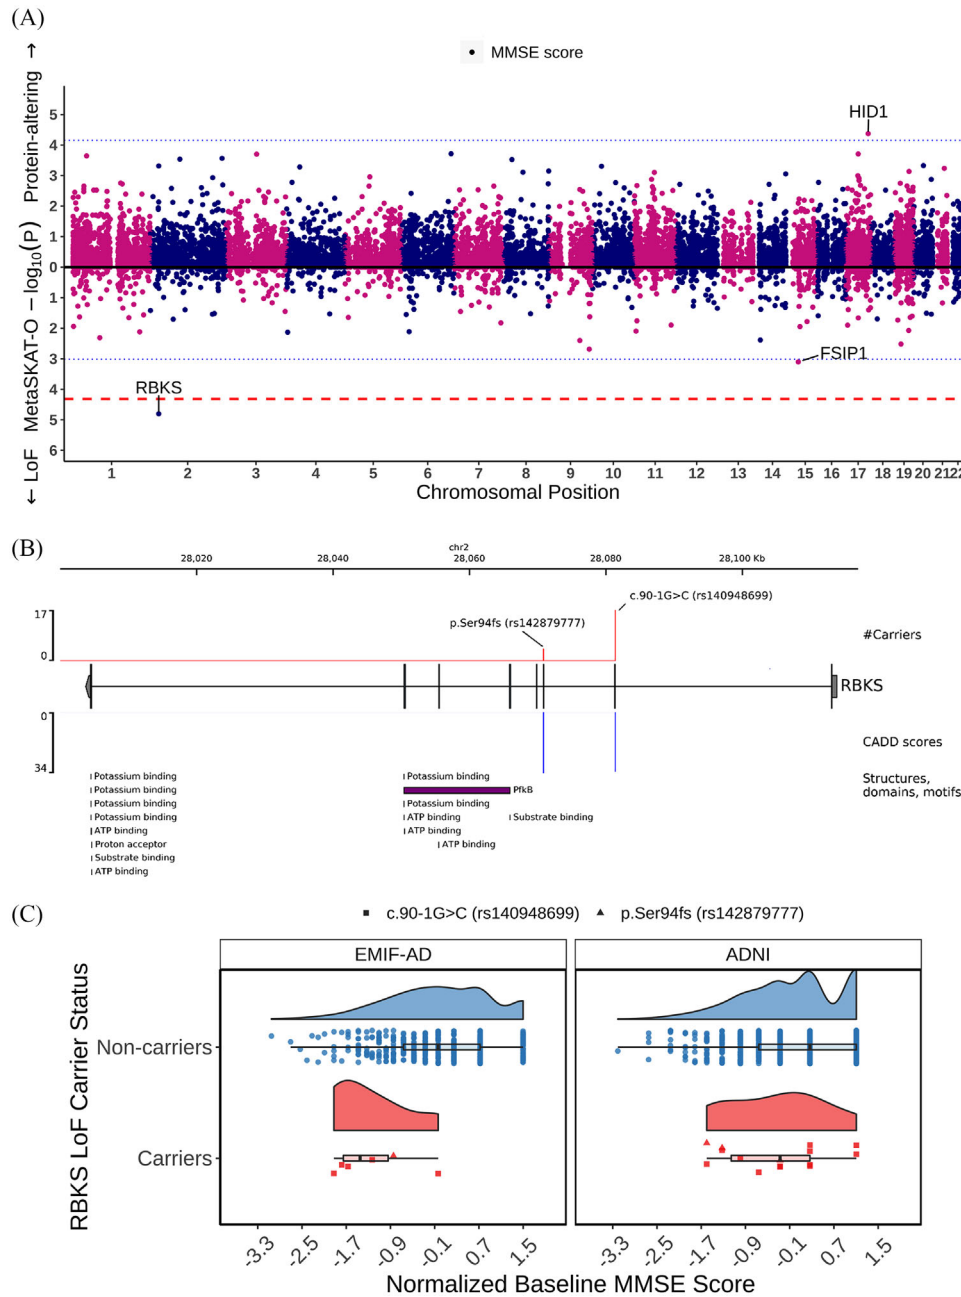 (A)
MMSE score
← LoF MetaSKAT-O − log10(P) Protein-altering →
5
4
3
2
1
0
1
2
3
4
5
6
HID1
FSIP1
RBKS
1 2 3 4 5 6 7 8 9 10 11 12 13 14 15 16 17 18 19 20 21 22
Chromosomal Position
(B)
chr2
28,020 28,040 28,060 28,080 28,100 Kb
c.90-1G>C (rs140948699)
p.Ser94fs (rs142879777)
17
0
#Carriers
RBKS
0
34
CADD scores
Structures,
domains, motifs
Potassium binding
Potassium binding
Potassium binding
Potassium binding
ATP binding
Proton acceptor
Substrate binding
ATP binding
Potassium binding
PfkB
Potassium binding
ATP binding Substrate binding
ATP binding
ATP binding
(C)
c.90-1G>C (rs140948699) p.Ser94fs (rs142879777)
EMIF-AD ADNI
RBKS LoF Carrier Status
Non-carriers
Carriers
-3.3 -2.5 -1.7 -0.9 -0.1 0.7 1.5 -3.3 -2.5 -1.7 -0.9 -0.1 0.7 1.5
Normalized Baseline MMSE Score